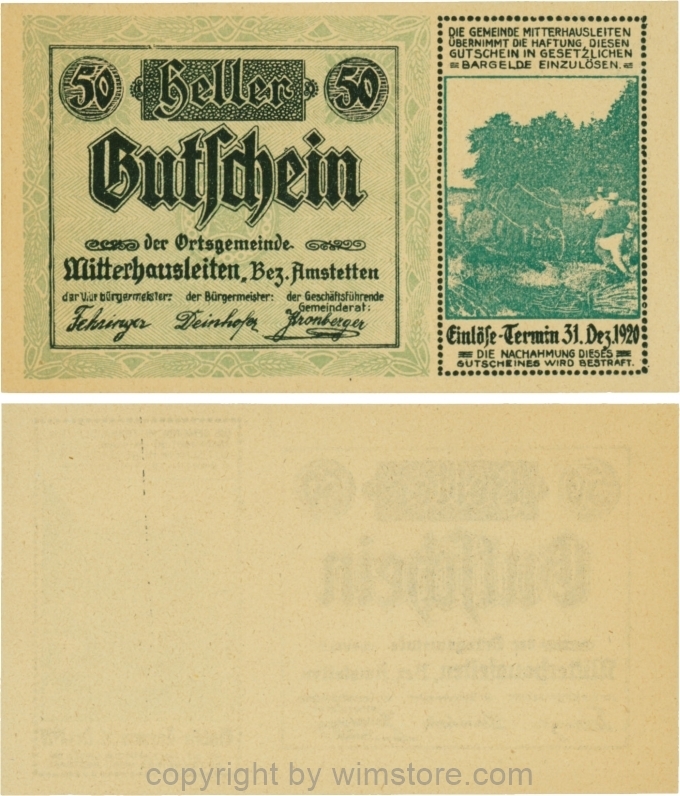 50 Heller 50
Gutschein
der Ortsgemeinde
Mitterhausleiten, Bez. Amstetten
der Vizebürgermeister: der Bürgermeister: der Geschäftsführende
Gemeinderat:
Fehringer Deinhofer Kronberger
DIE GEMEINDE MITTERHAUSLEITEN
ÜBERNIMMT DIE HAFTUNG, DIESEN
GUTSCHEIN IN GESETZLICHEN
BARGELDE EINZULÖSEN.
Einlöse-Termin 31. Dez. 1920
DIE NACHAHMUNG DIESES
GUTSCHEINES WIRD BESTRAFT.
copyright by wimstore.com